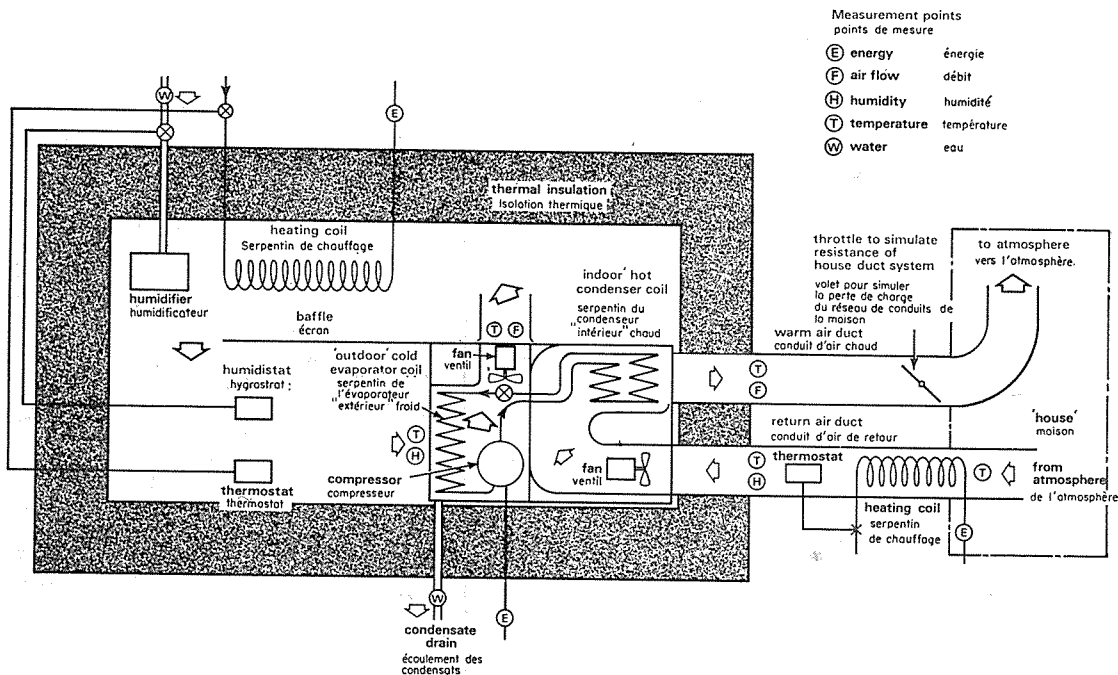 Measurement points
points de mesure
Ⓔ energy énergie
Ⓕ air flow débit
Ⓗ humidity humidité
Ⓣ temperature température
Ⓦ water eau
W
E
thermal insulation
Isolation thermique
heating coil
Serpentin de chauffage
humidifier
humidificateur
baffle
écran
indoor' hot
condenser coil
serpentin du
condenseur
"intérieur" chaud
throttle to simulate
resistance of
house duct system
volet pour simuler
la perte de charge
du réseau de conduits de
la maison
to atmosphere
vers l'atmosphère.
warm air duct
conduit d'air chaud
T F
fan
ventil
'outdoor' cold
evaporator coil
serpentin de
l'évaporateur
"extérieur" froid
humidistat
hygrostat :
T
F
T
H
compressor
compresseur
thermostat
thermostat
fan
ventil
return air duct
conduit d'air de retour
T
H
thermostat
T
'house'
maison
from
atmosphere
de l'atmosphère
heating coil
serpentin
de chauffage
E
W
E
condensate
drain
écoulement des
condensats